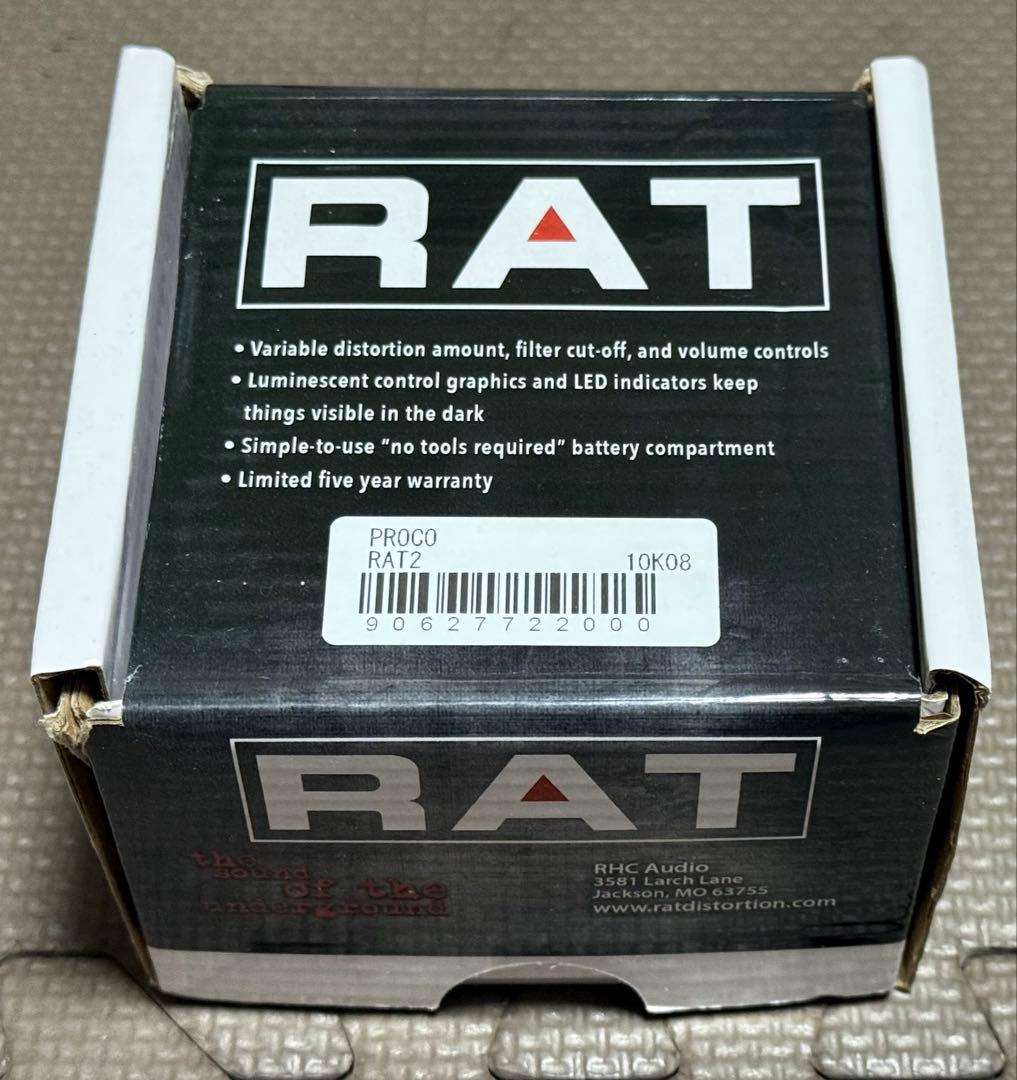 RAT
• Variable distortion amount, filter cut-off, and volume controls
• Luminescent control graphics and LED indicators keep
things visible in the dark
• Simple-to-use "no tools required" battery compartment
• Limited five year warranty
PROCO
RAT2 10K08
90627722000
RAT
the
sound
of the
underground
RHC Audio
3581 Larch Lane
Jackson, MO 63755
www.ratdistortion.com